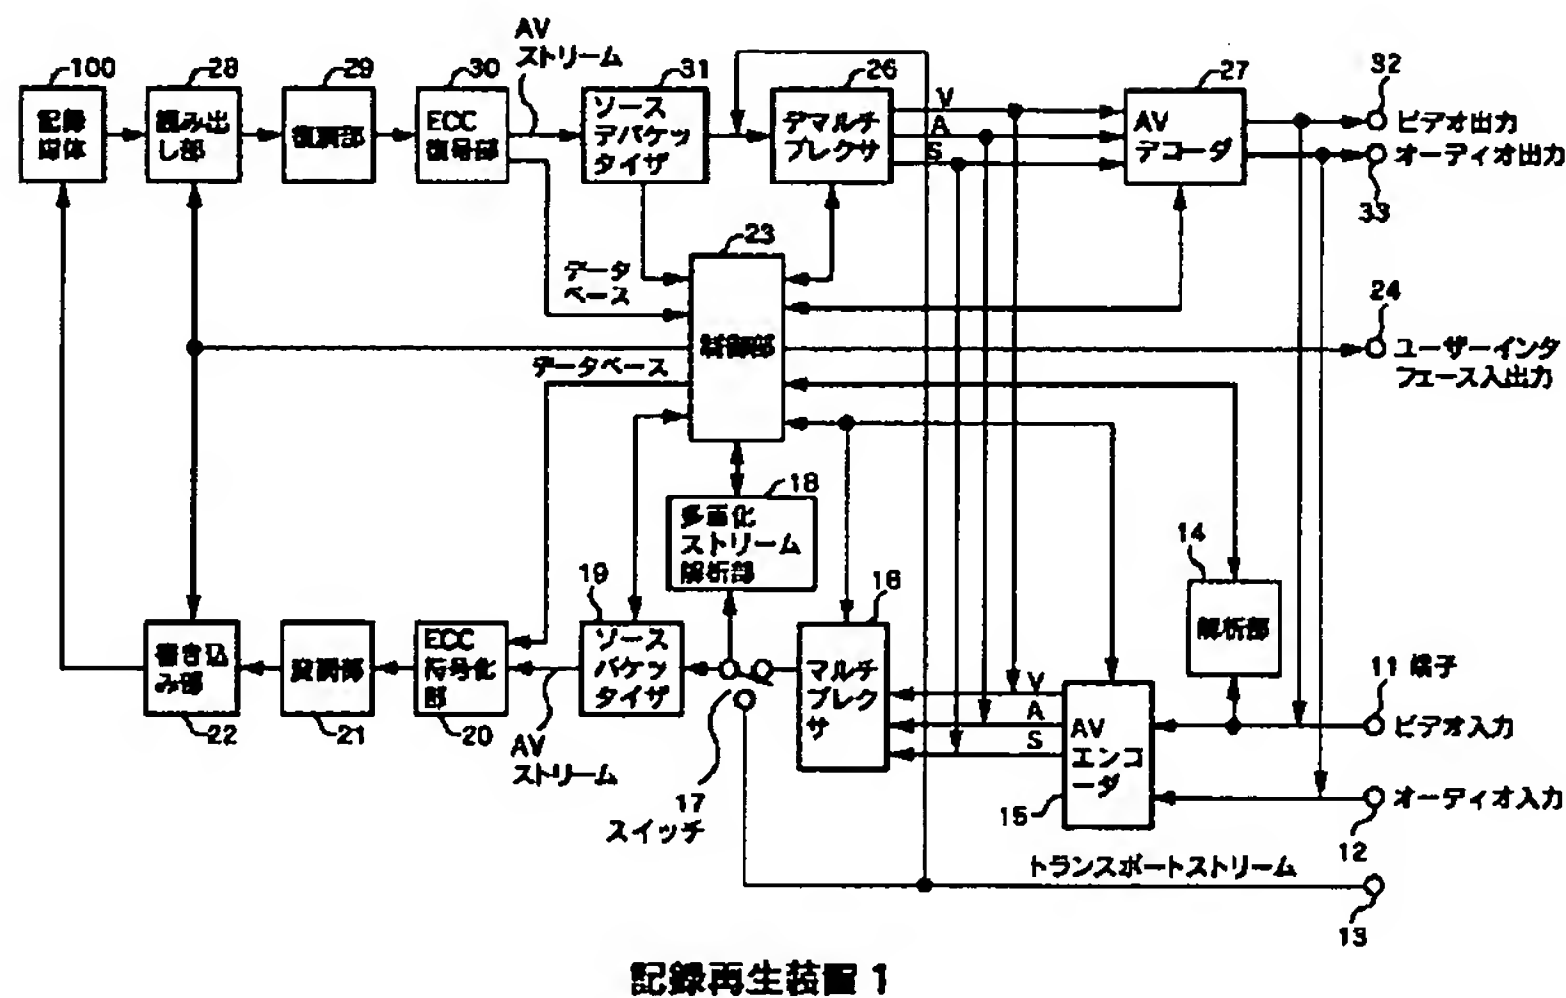 AV
ストリーム
100
28
29
30
31
26
27
32
記録
媒体
読み出
し部
復調部
ECC
復号部
ソース
デパケッ
タイザ
デマルチ
プレクサ
V
A
S
AV
デコーダ
ビデオ出力
オーディオ出力
33
23
データ
ベース
制御部
24
ユーザーインタ
フェース入出力
データベース
18
多重化
ストリーム
解析部
14
解析部
19
16
書き込
み部
変調部
ECC
符号化
部
ソース
パケッ
タイザ
マルチ
プレク
サ
V
A
S
AV
エンコ
ーダ
11 端子
ビデオ入力
22
21
20
AV
ストリーム
17
スイッチ
15
オーディオ入力
12
トランスポートストリーム
13
記録再生装置1